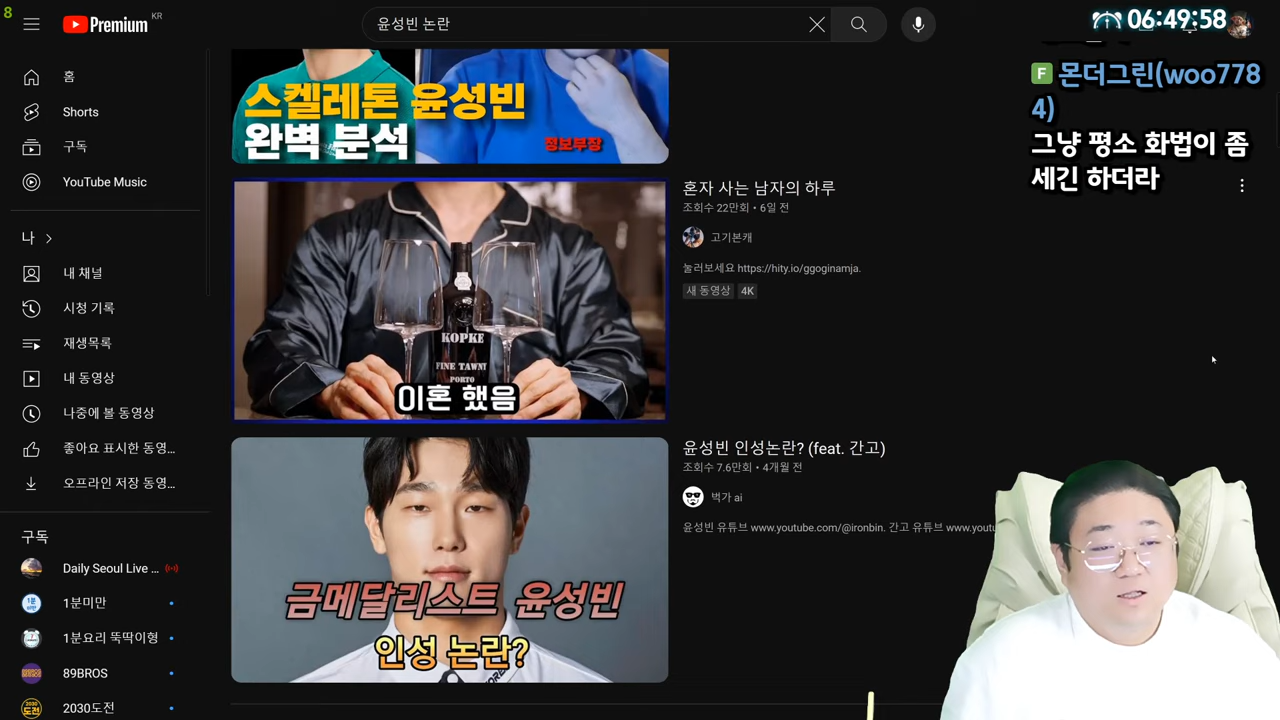 8
Premium KR
윤성빈 논란
06:49:58
홈
Shorts
구독
YouTube Music
나
내 채널
시청 기록
재생목록
내 동영상
나중에 볼 동영상
좋아요 표시한 동영...
오프라인 저장 동영...
구독
Daily Seoul Live ...
1분미만
1분요리 뚝딱이형
89BROS
2030도전
스켈레톤 윤성빈
완벽 분석
정보부장
KOPKE
FINE TAWNY
PORTO
이혼 했음
혼자 사는 남자의 하루
조회수 22만회 • 6일 전
고기본캐
눌러보세요 https://hity.io/ggoginamja.
새 동영상 4K
금메달리스트 윤성빈
인성 논란?
윤성빈 인성논란? (feat. 간고)
조회수 7.6만회 • 4개월 전
벅가 ai
윤성빈 유튜브 www.youtube.com/@ironbin. 간고 유튜브
F 몬더그린(woo778
4)
그냥 평소 화법이 좀
세긴 하더라